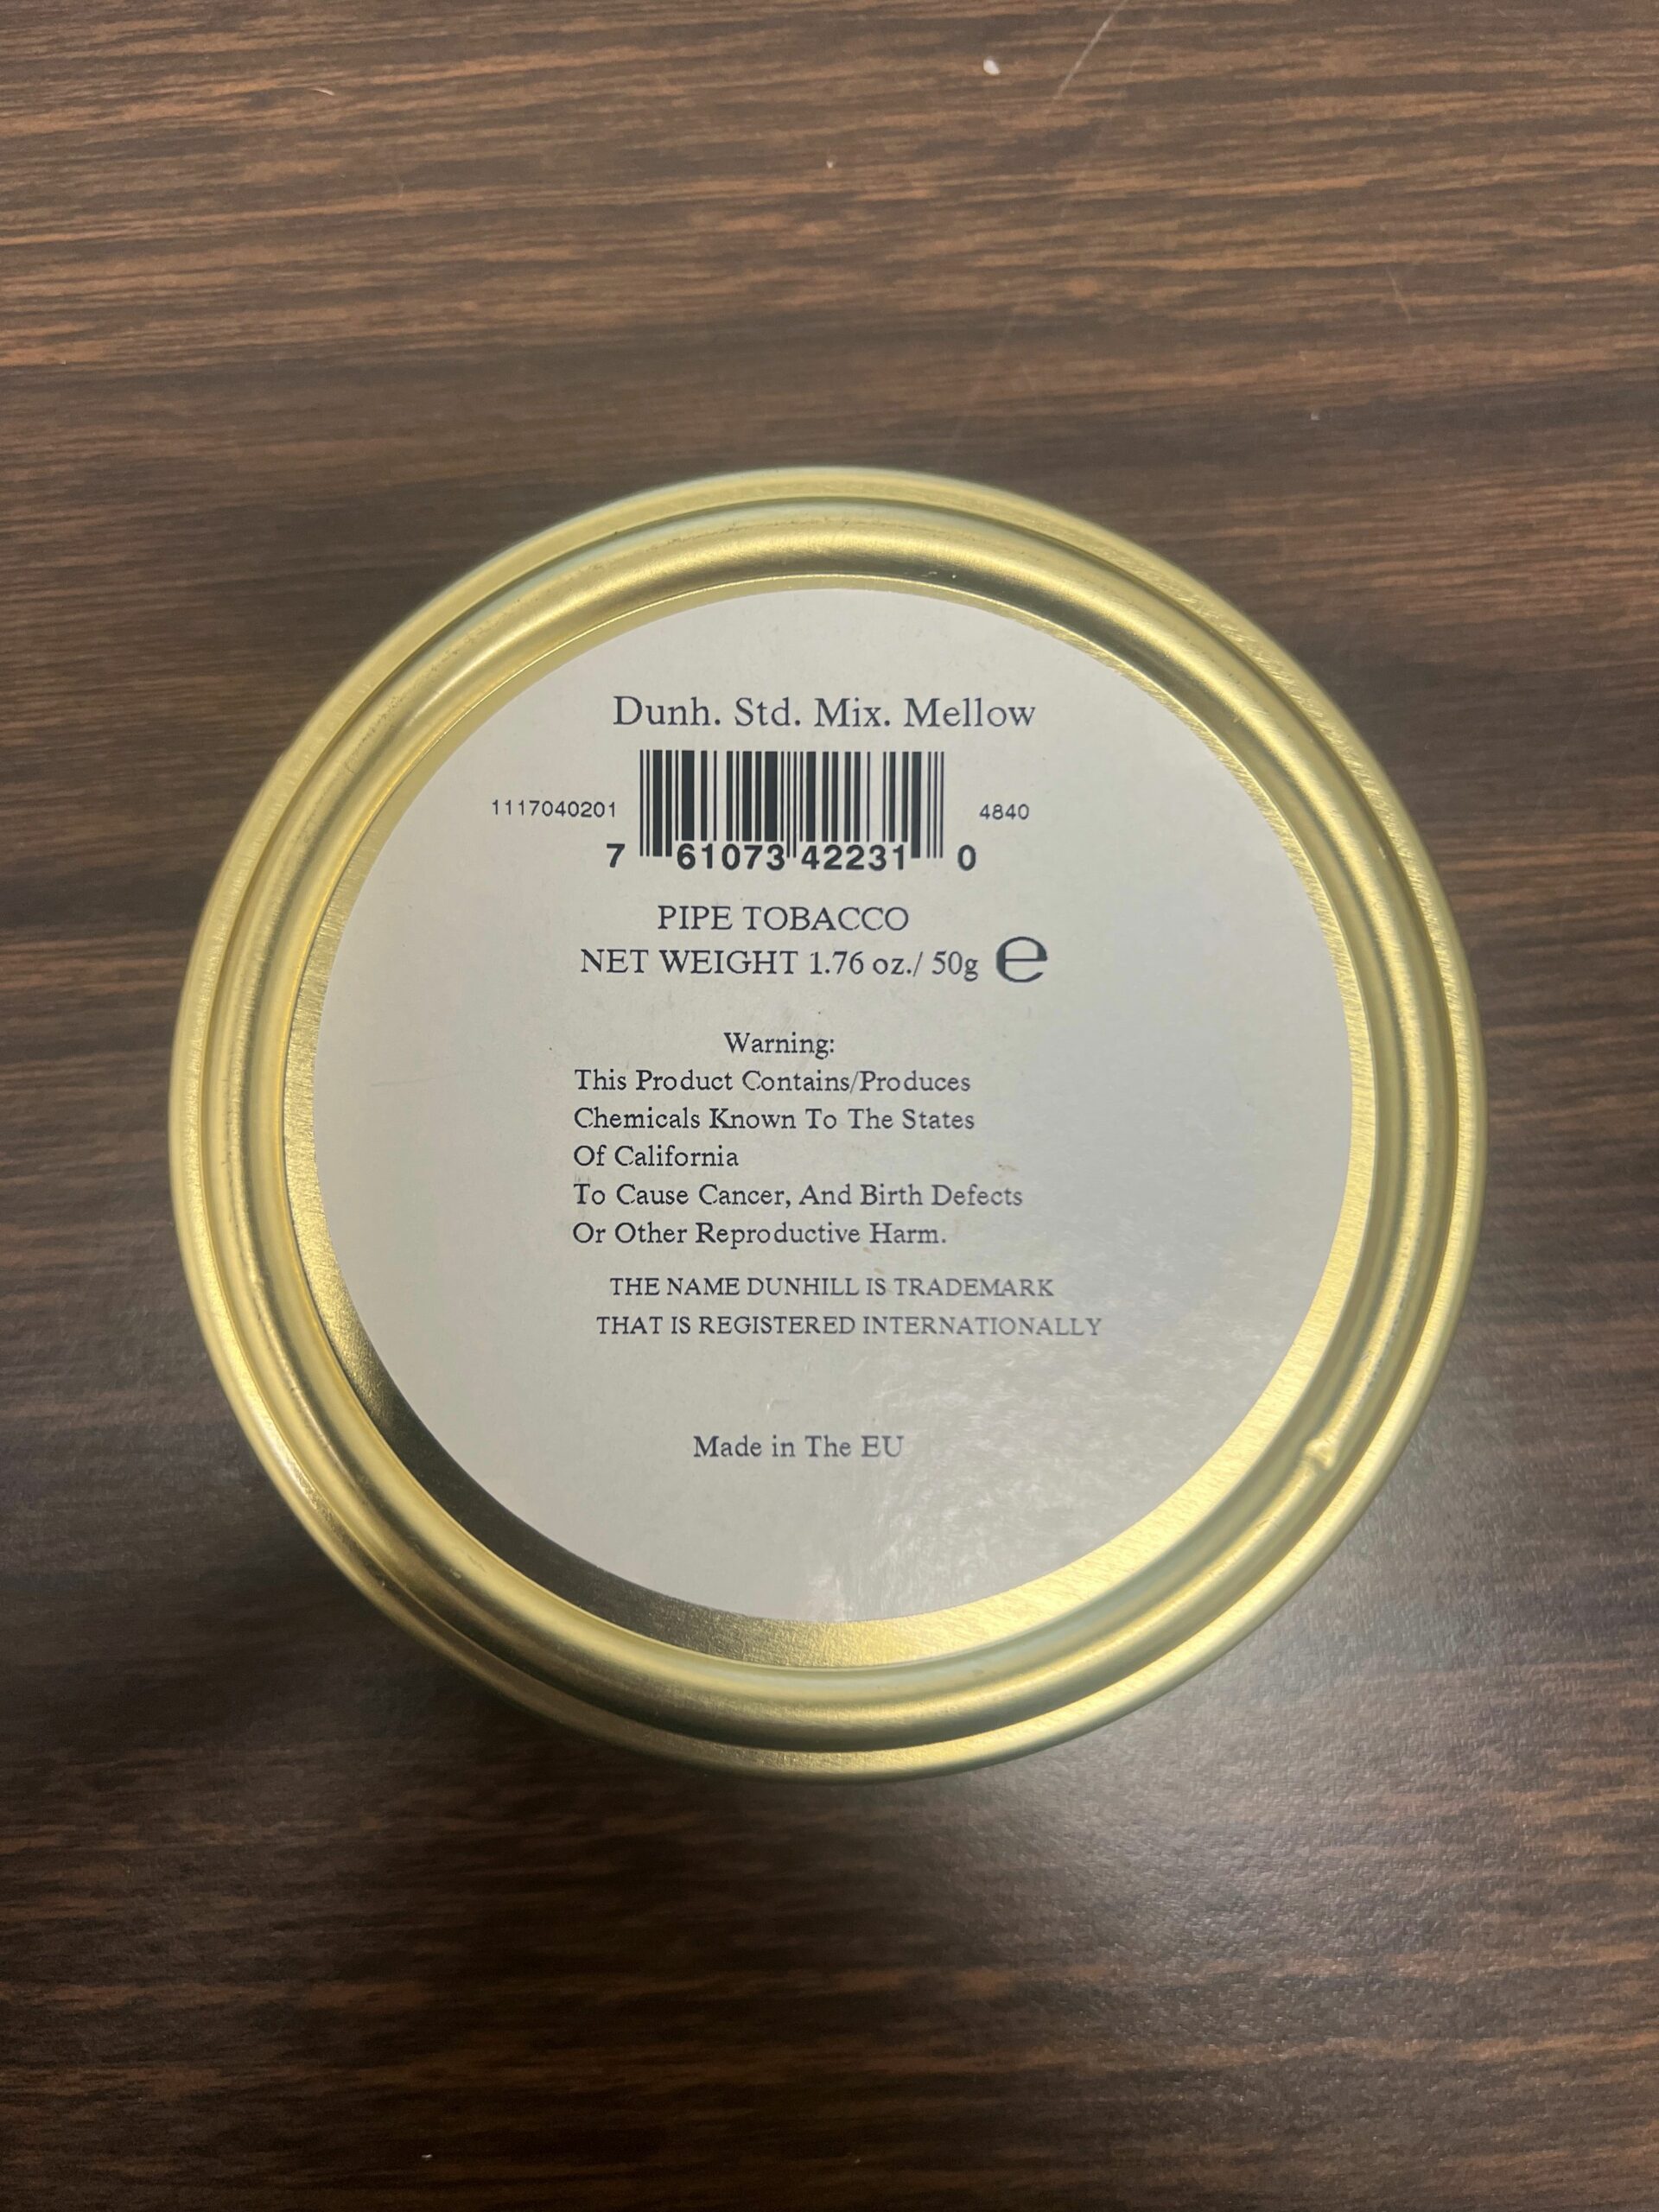 Dunh. Std. Mix. Mellow
1117040201
4840
7 61073 42231 0
PIPE TOBACCO
NET WEIGHT 1.76 oz./ 50g ℮
Warning:
This Product Contains/Produces
Chemicals Known To The States
Of California
To Cause Cancer, And Birth Defects
Or Other Reproductive Harm.
THE NAME DUNHILL IS TRADEMARK
THAT IS REGISTERED INTERNATIONALLY
Made in The EU